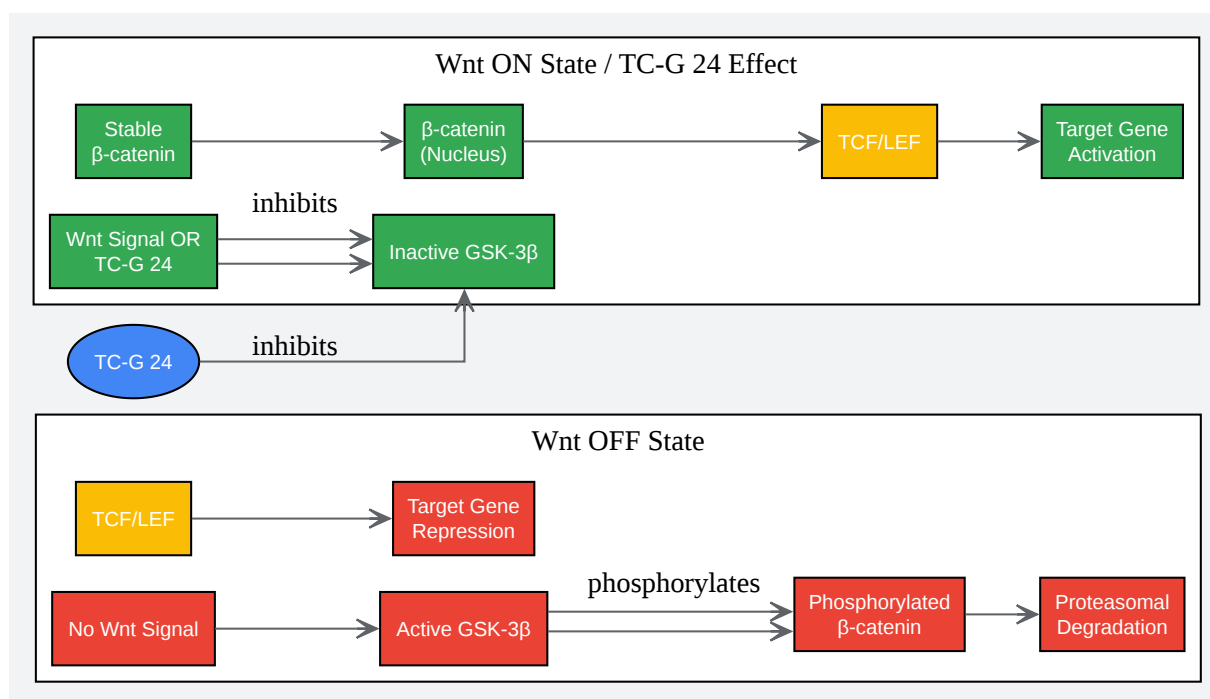 Wnt ON State / TC-G 24 Effect
Stable
β-catenin
β-catenin
(Nucleus)
TCF/LEF
Target Gene
Activation
inhibits
Wnt Signal OR
TC-G 24
Inactive GSK-3β
TC-G 24
inhibits
Wnt OFF State
TCF/LEF
Target Gene
Repression
phosphorylates
No Wnt Signal
Active GSK-3β
Phosphorylated
β-catenin
Proteasomal
Degradation